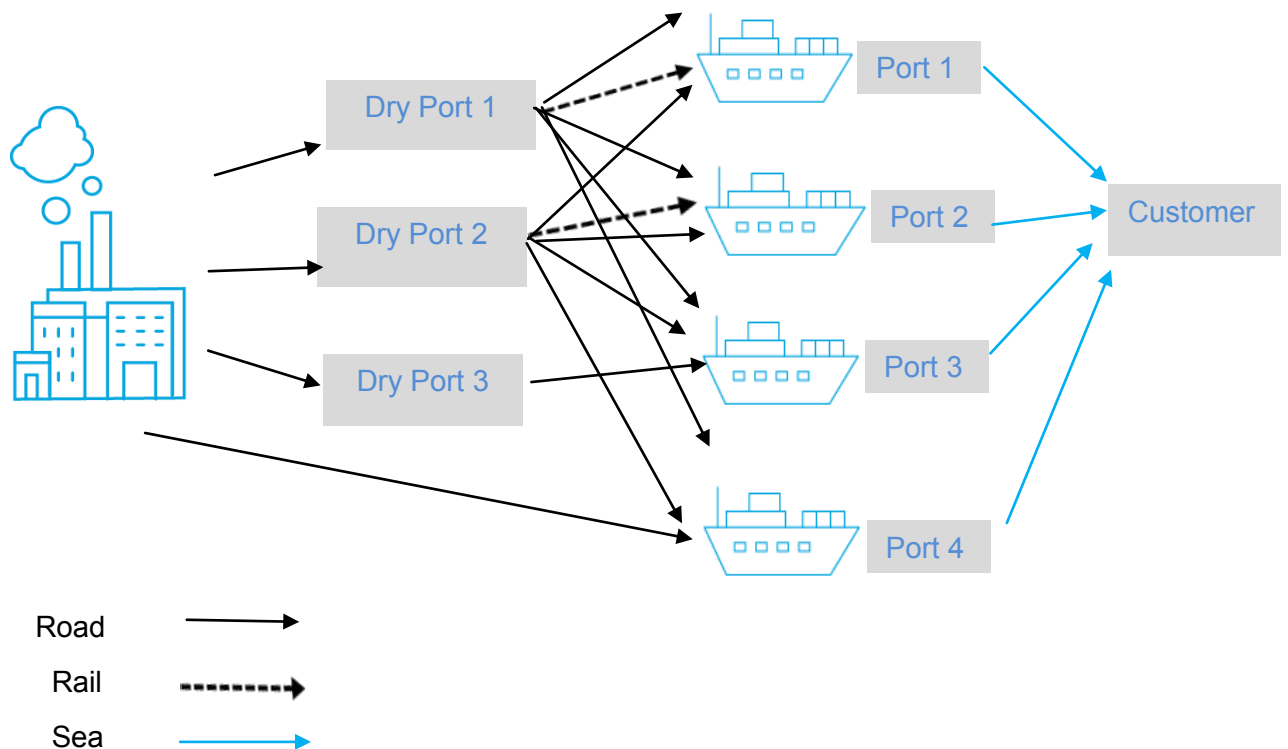 Port 1
Dry Port 1
Port 2
Customer
Dry Port 2
Port 3
Dry Port 3
Port 4
Road
Rail
Sea